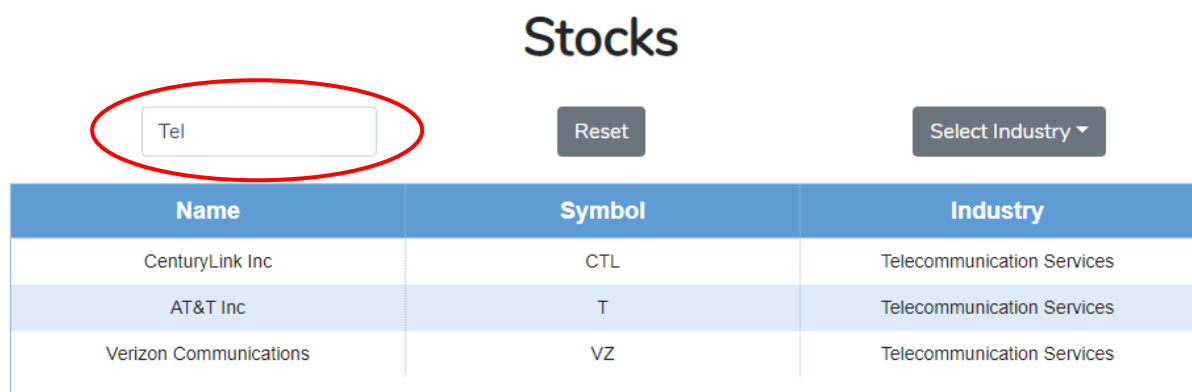 Stocks
Tel Reset Select Industry
Name Symbol Industry
CenturyLink Inc CTL Telecommunication Services
AT&T Inc T Telecommunication Services
Verizon Communications VZ Telecommunication Services